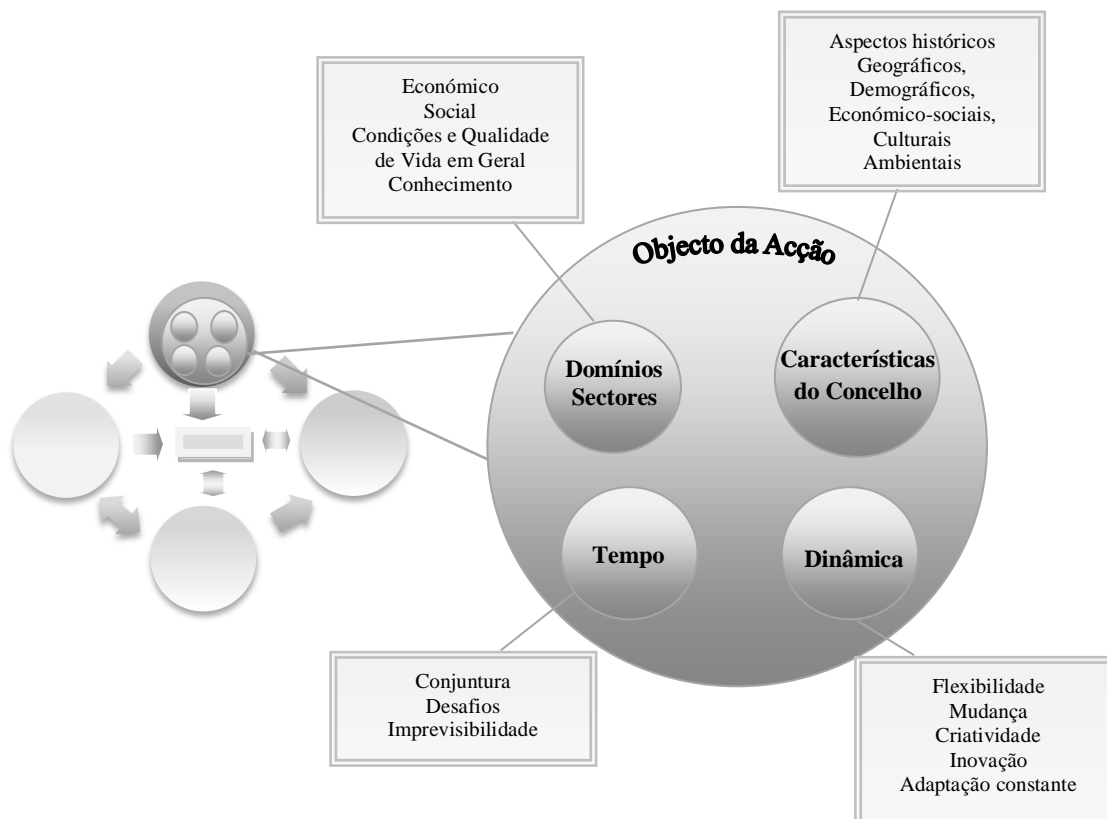 Aspectos históricos
Geográficos,
Demográficos,
Económico-sociais,
Culturais
Ambientais
Económico
Social
Condições e Qualidade
de Vida em Geral
Conhecimento
Objecto da Acção
Domínios
Sectores
Características
do Concelho
Tempo
Dinâmica
Conjuntura
Desafios
Imprevisibilidade
Flexibilidade
Mudança
Criatividade
Inovação
Adaptação constante